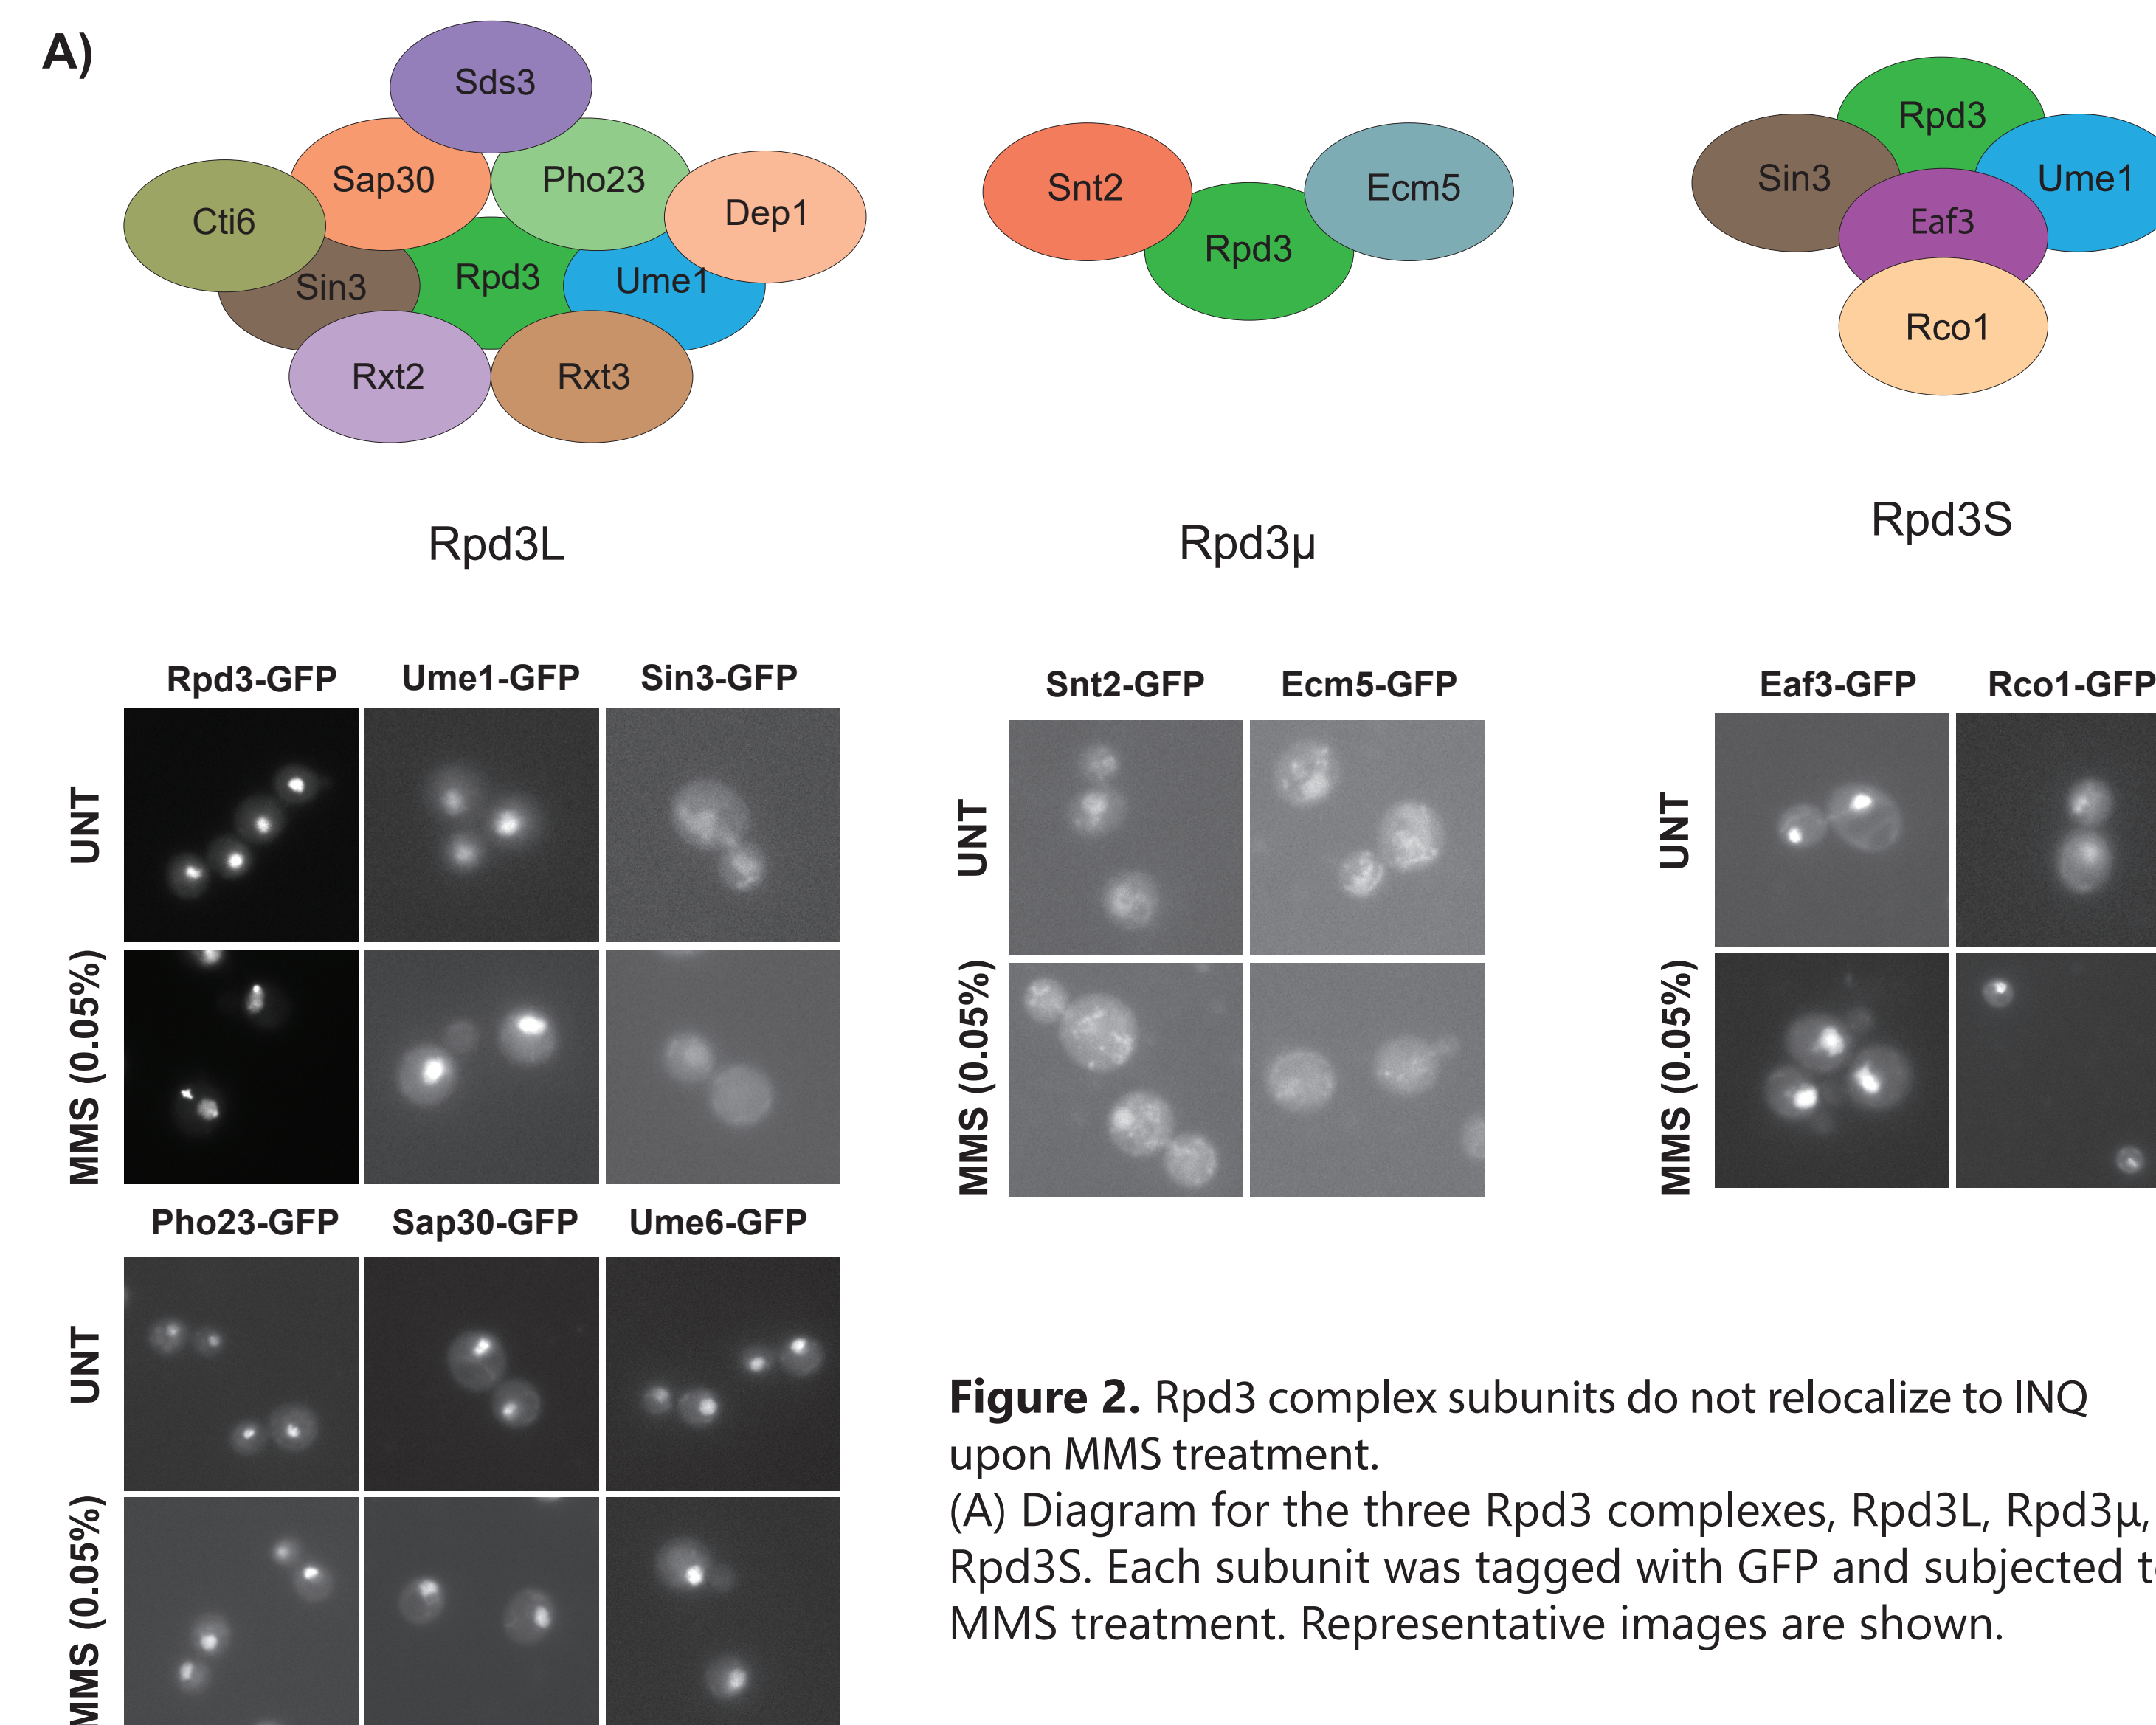 A)
Sds3
Sap30
Pho23
Cti6
Dep1
Sin3
Rpd3
Ume1
Rxt2
Rxt3
Rpd3L
Snt2
Ecm5
Rpd3
Rpd3μ
Rpd3
Sin3
Ume1
Eaf3
Rco1
Rpd3S
Rpd3-GFP Ume1-GFP Sin3-GFP
UNT
MMS (0.05%)
Pho23-GFP Sap30-GFP Ume6-GFP
UNT
MMS (0.05%)
Snt2-GFP Ecm5-GFP
UNT
MMS (0.05%)
Eaf3-GFP Rco1-GFP
UNT
MMS (0.05%)
Figure 2. Rpd3 complex subunits do not relocalize to INQ
upon MMS treatment.
(A) Diagram for the three Rpd3 complexes, Rpd3L, Rpd3μ,
Rpd3S. Each subunit was tagged with GFP and subjected to
MMS treatment. Representative images are shown.